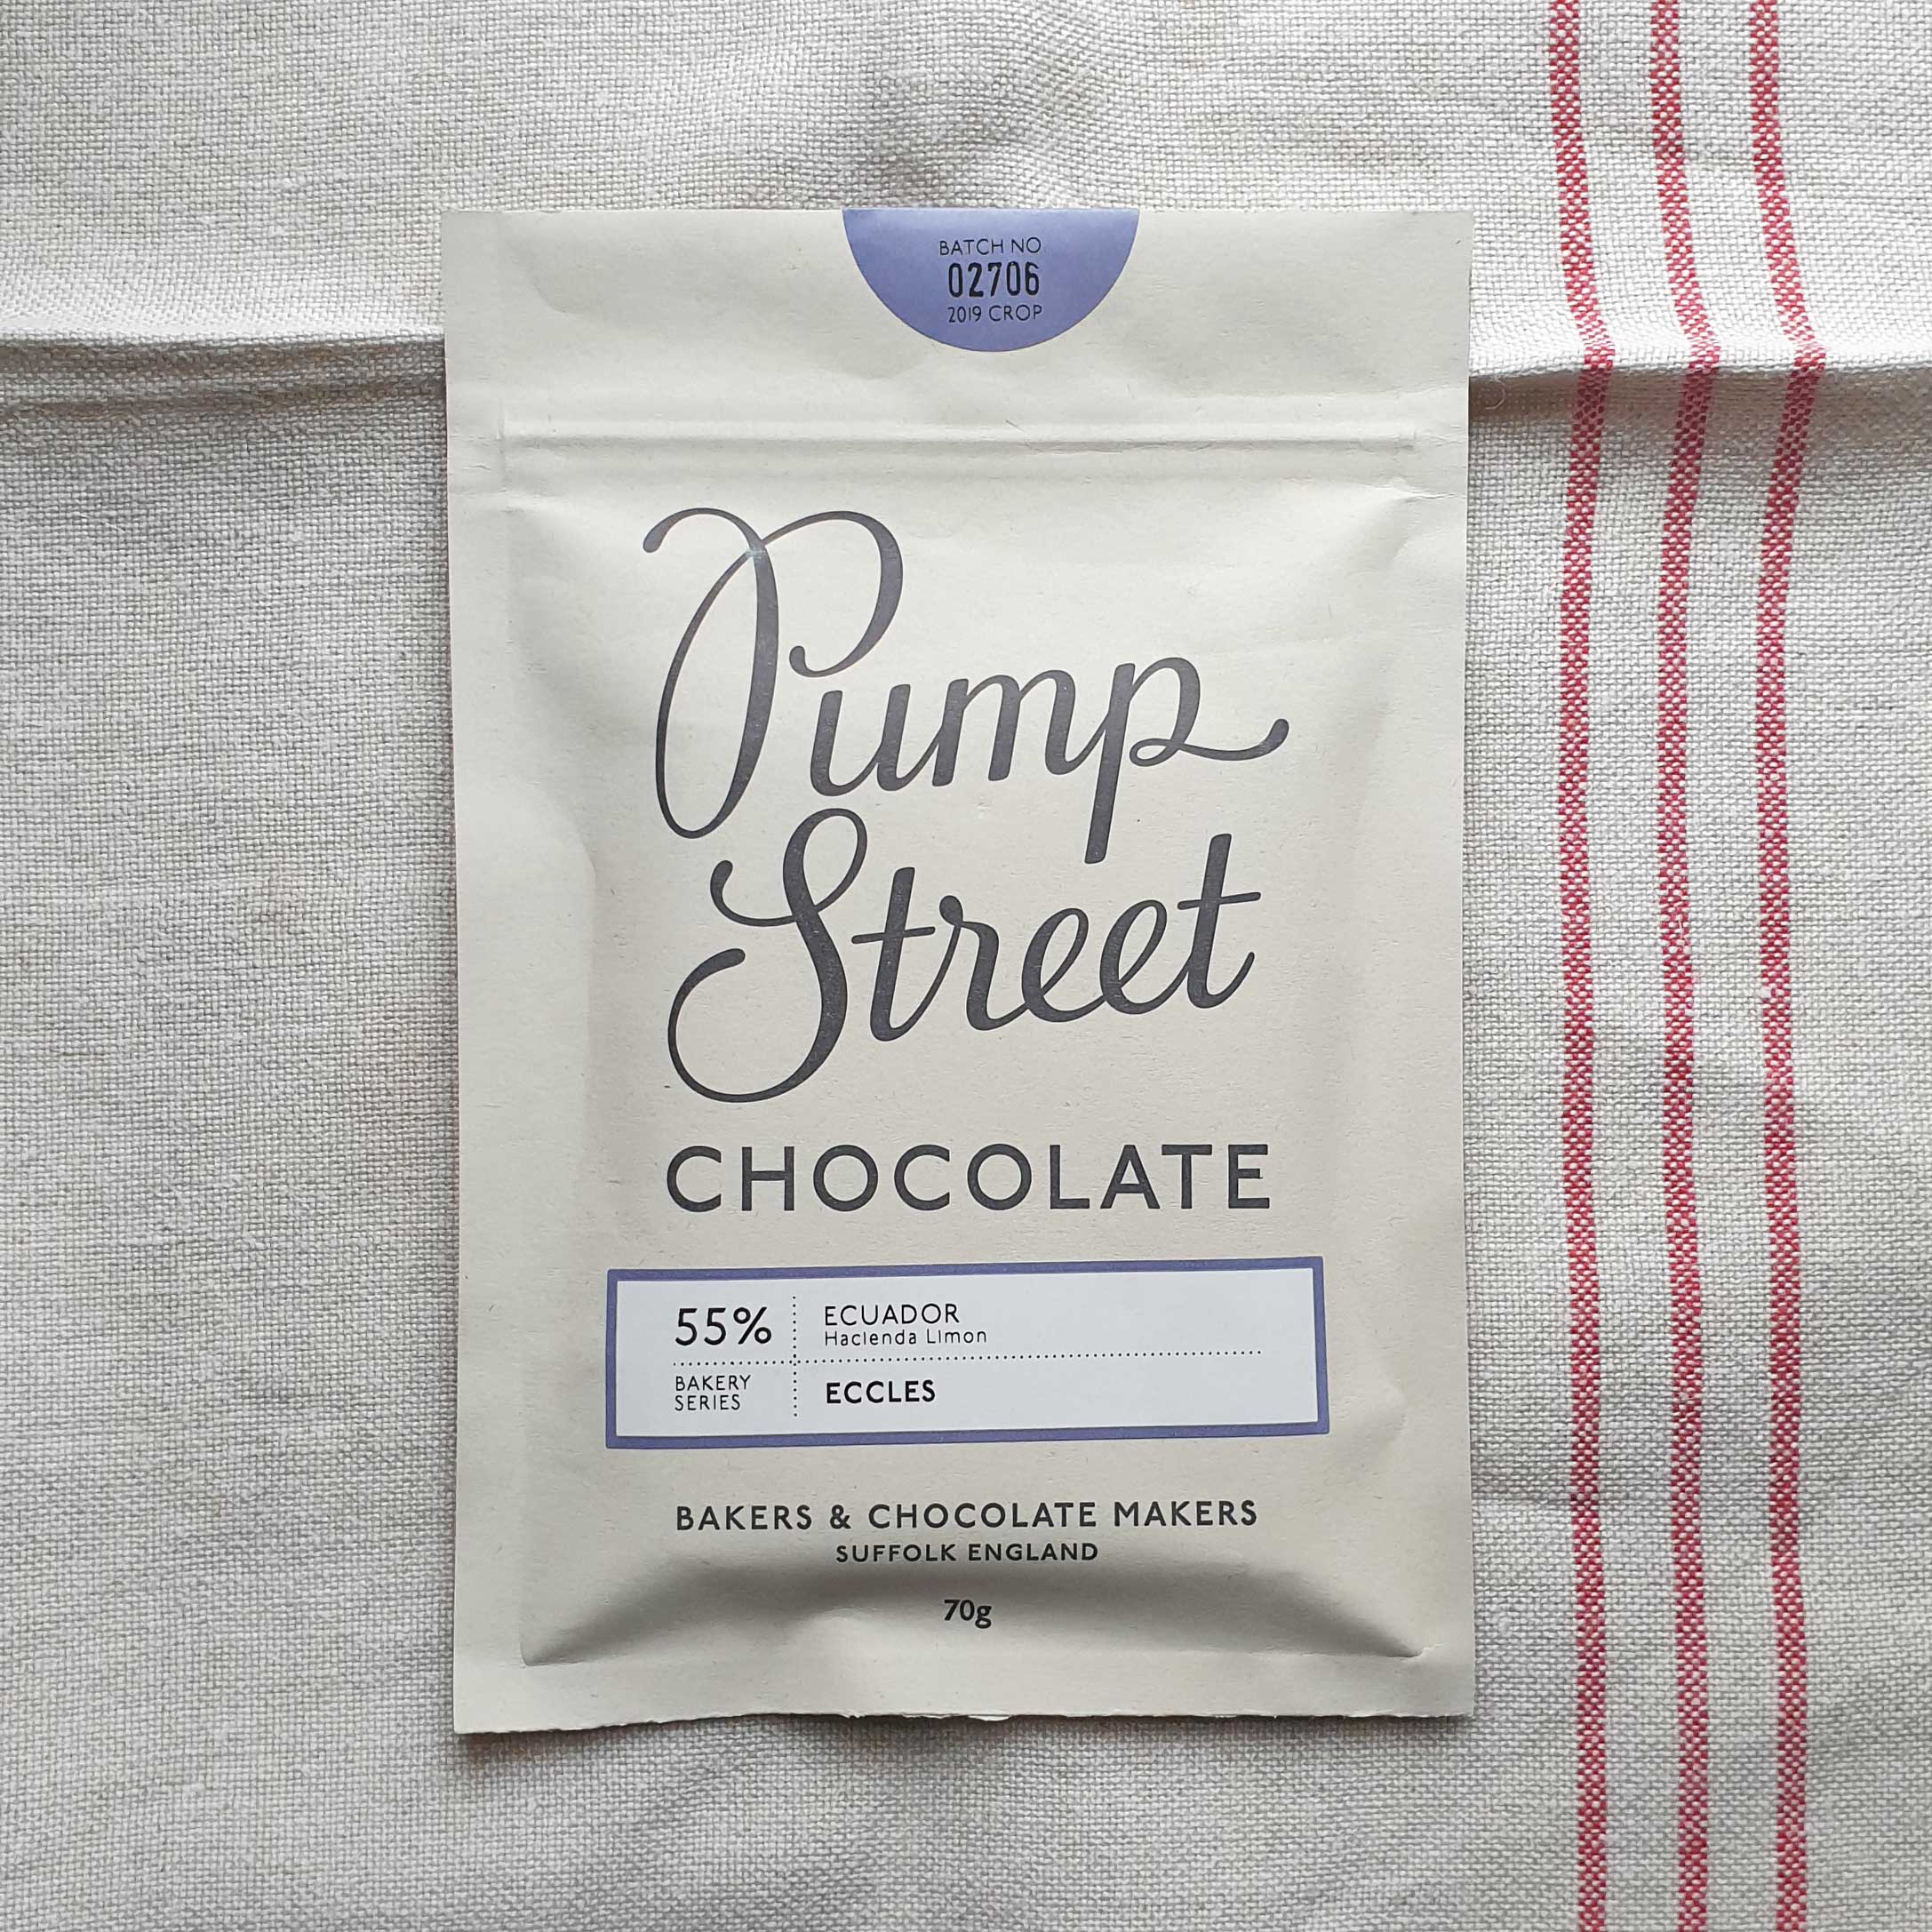 BATCH NO
02706
2019 CROP
Pump
Street
CHOCOLATE
55%
ECUADOR
Hacienda Limon
BAKERY
SERIES
ECCLES
BAKERS & CHOCOLATE MAKERS
SUFFOLK ENGLAND
70g